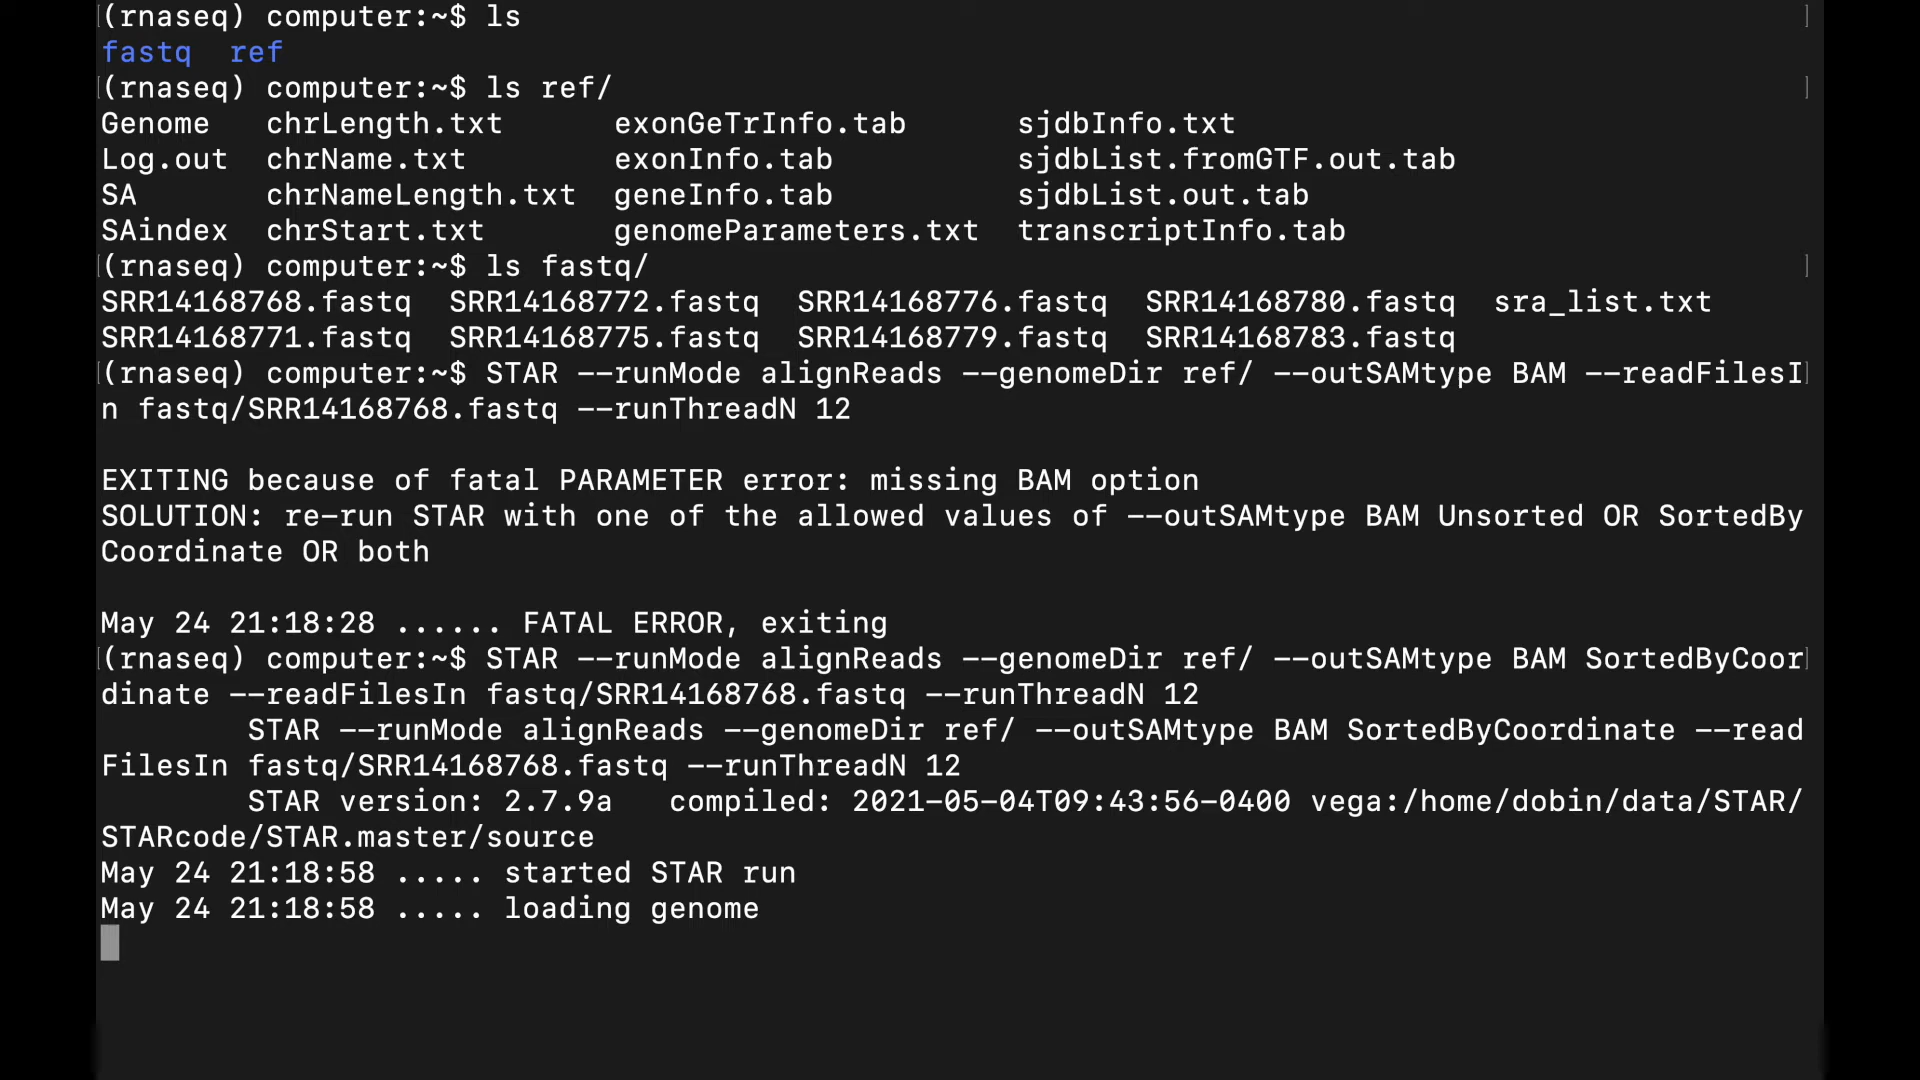 (rnaseq) computer:~$ ls
fastq  ref
(rnaseq) computer:~$ ls ref/
Genome   chrLength.txt      exonGeTrInfo.tab      sjdbInfo.txt
Log.out  chrName.txt        exonInfo.tab          sjdbList.fromGTF.out.tab
SA       chrNameLength.txt  geneInfo.tab          sjdbList.out.tab
SAindex  chrStart.txt       genomeParameters.txt  transcriptInfo.tab
(rnaseq) computer:~$ ls fastq/
SRR14168768.fastq  SRR14168772.fastq  SRR14168776.fastq  SRR14168780.fastq  sra_list.txt
SRR14168771.fastq  SRR14168775.fastq  SRR14168779.fastq  SRR14168783.fastq
(rnaseq) computer:~$ STAR --runMode alignReads --genomeDir ref/ --outSAMtype BAM --readFilesI
n fastq/SRR14168768.fastq --runThreadN 12
EXITING because of fatal PARAMETER error: missing BAM option
SOLUTION: re-run STAR with one of the allowed values of --outSAMtype BAM Unsorted OR SortedBy
Coordinate OR both
May 24 21:18:28 ...... FATAL ERROR, exiting
(rnaseq) computer:~$ STAR --runMode alignReads --genomeDir ref/ --outSAMtype BAM SortedByCoor
dinate --readFilesIn fastq/SRR14168768.fastq --runThreadN 12
        STAR --runMode alignReads --genomeDir ref/ --outSAMtype BAM SortedByCoordinate --read
FilesIn fastq/SRR14168768.fastq --runThreadN 12
        STAR version: 2.7.9a   compiled: 2021-05-04T09:43:56-0400 vega:/home/dobin/data/STAR/
STARcode/STAR.master/source
May 24 21:18:58 ..... started STAR run
May 24 21:18:58 ..... loading genome